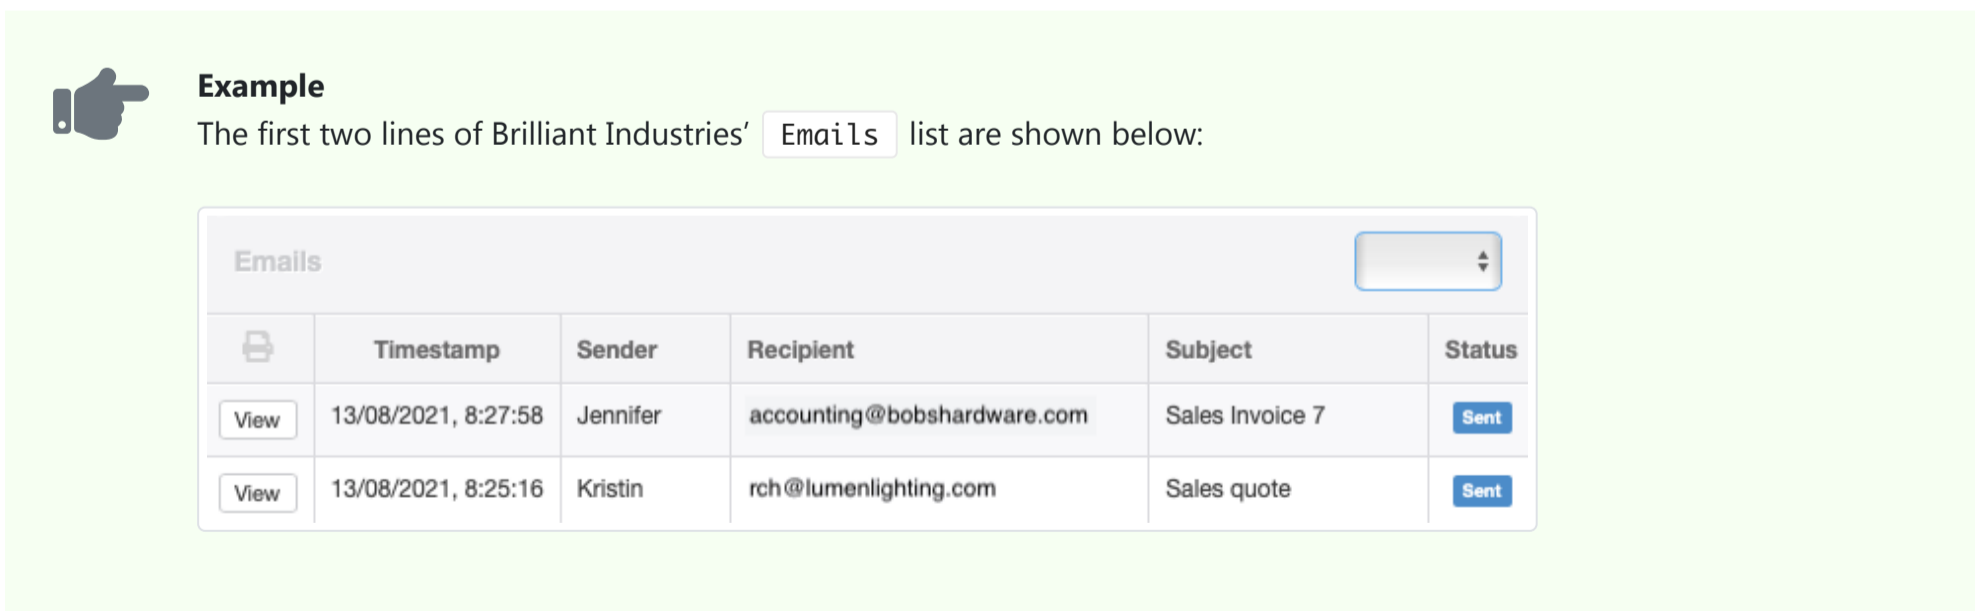 Example
The first two lines of Brilliant Industries’ Emails list are shown below:
Emails
Timestamp Sender Recipient Subject Status
View 13/08/2021, 8:27:58 Jennifer accounting@bobshardware.com Sales Invoice 7 Sent
View 13/08/2021, 8:25:16 Kristin rch@lumenlighting.com Sales quote Sent